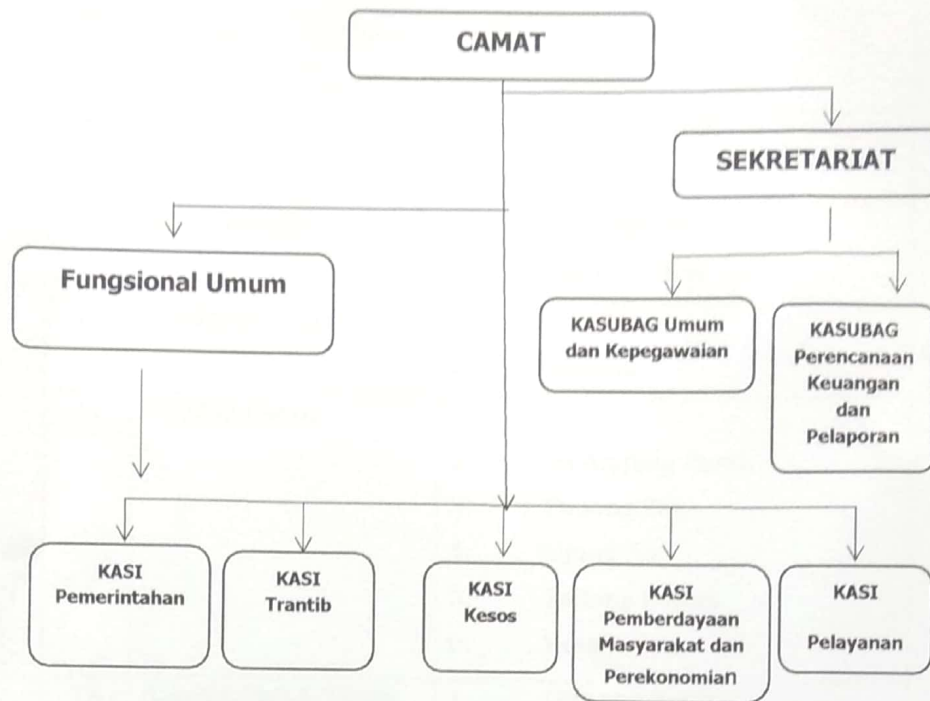 CAMAT
SEKRETARIAT
Fungsional Umum
KASUBAG Umum
dan Kepegawaian
KASUBAG
Perencanaan
Keuangan
dan
Pelaporan
KASI
Pemerintahan
KASI
Trantib
KASI
Kesos
KASI
Pemberdayaan
Masyarakat dan
Perekonomian
KASI
Pelayanan